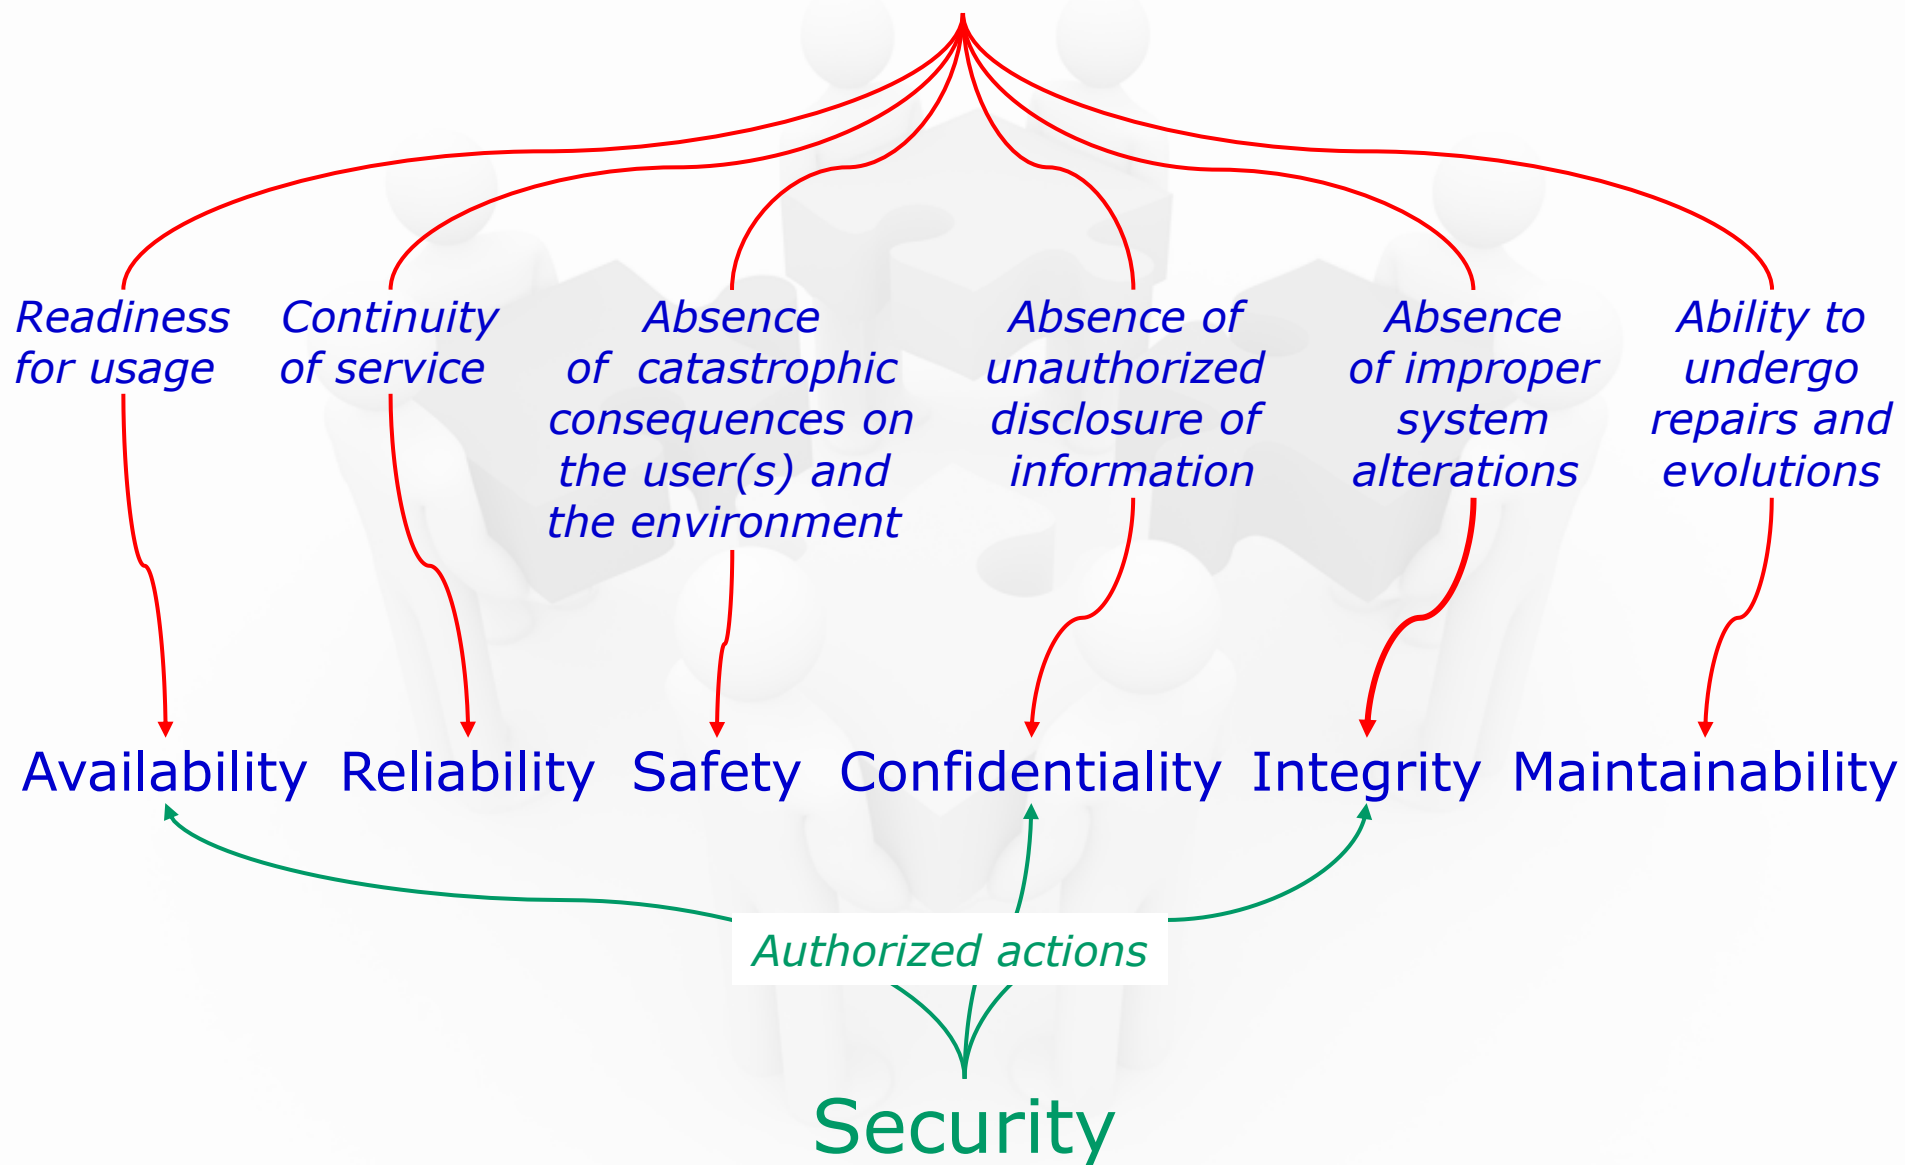 Readiness
for usage
Continuity
of service
Absence
of catastrophic
consequences on
the user(s) and
the environment
Absence of
unauthorized
disclosure of
information
Absence
of improper
system
alterations
Ability to
undergo
repairs and
evolutions
Availability Reliability Safety Confidentiality Integrity Maintainability
Authorized actions
Security